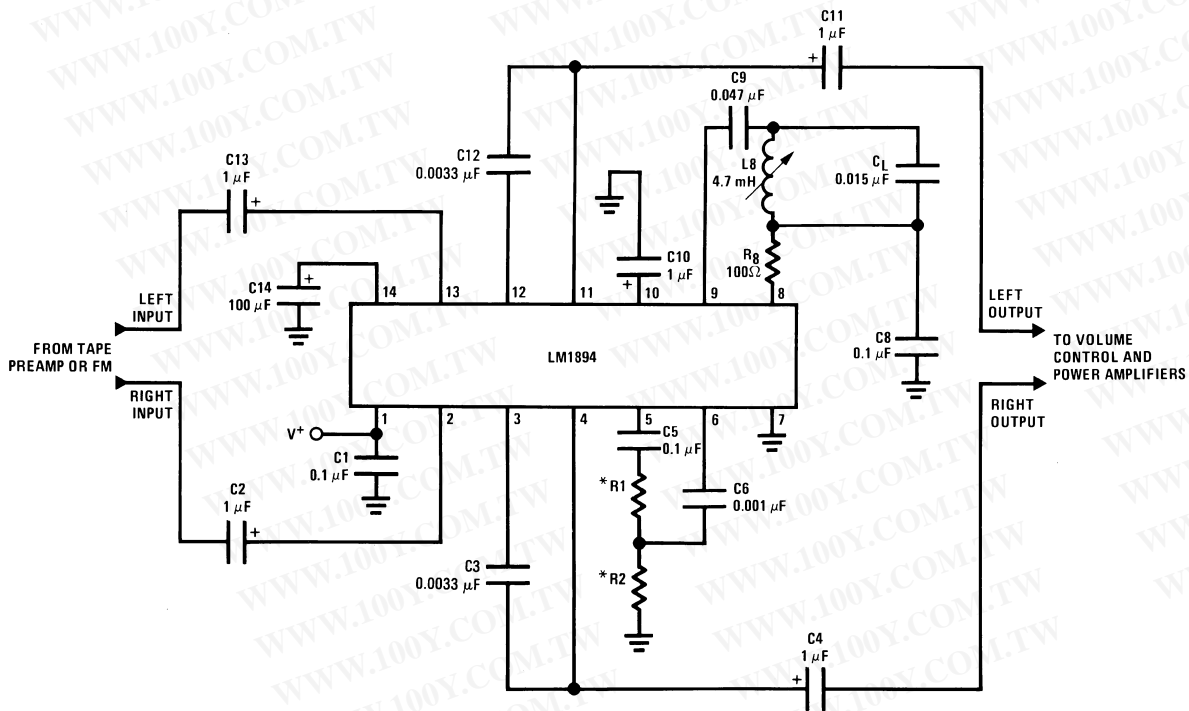 C11
1 μF
+
C9
0.047 μF
C12
0.0033 μF
L8
4.7 mH
CL
0.015 μF
C13
1 μF
+
C10
1 μF
+
R8
100Ω
C14
100 μF
+
14
13
12
11
10
9
8
LEFT
INPUT
FROM TAPE
PREAMP OR FM
RIGHT
INPUT
LM1894
C8
0.1 μF
LEFT
OUTPUT
TO VOLUME
CONTROL AND
POWER AMPLIFIERS
RIGHT
OUTPUT
1
2
3
4
5
6
7
V+
C1
0.1 μF
C5
0.1 μF
*R1
C6
0.001 μF
C2
1 μF
+
C3
0.0033 μF
*R2
C4
1 μF
+
WWW.100Y.COM.TW